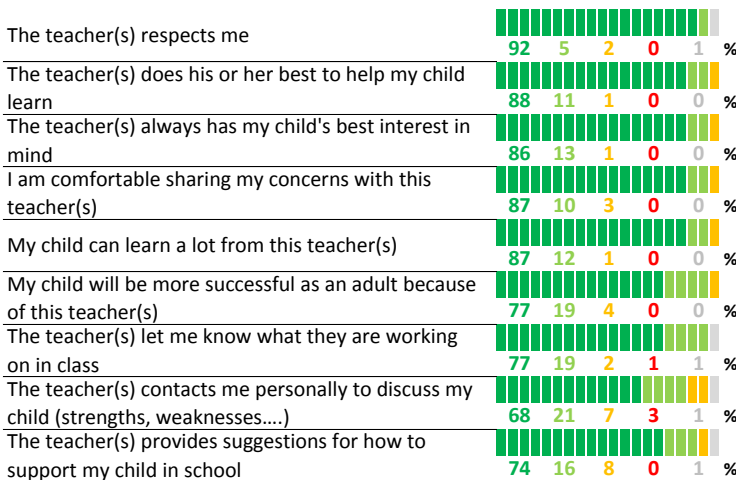 The teacher(s) respects me
92 5 2 0 1 %
The teacher(s) does his or her best to help my child
learn
88 11 1 0 0 %
The teacher(s) always has my child's best interest in
mind
86 13 1 0 0 %
I am comfortable sharing my concerns with this
teacher(s)
87 10 3 0 0 %
My child can learn a lot from this teacher(s)
87 12 1 0 0 %
My child will be more successful as an adult because
of this teacher(s)
77 19 4 0 0 %
The teacher(s) let me know what they are working
on in class
77 19 2 1 1 %
The teacher(s) contacts me personally to discuss my
child (strengths, weaknesses....)
68 21 7 3 1 %
The teacher(s) provides suggestions for how to
support my child in school
74 16 8 0 1 %